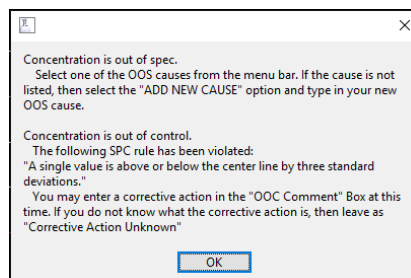 Concentration is out of spec.
Select one of the OOS causes from the menu bar. If the cause is not
listed, then select the "ADD NEW CAUSE" option and type in your new
OOS cause.
Concentration is out of control.
The following SPC rule has been violated:
"A single value is above or below the center line by three standard
deviations."
You may enter a corrective action in the "OOC Comment" Box at this
time. If you do not know what the corrective action is, then leave as
"Corrective Action Unknown"
OK